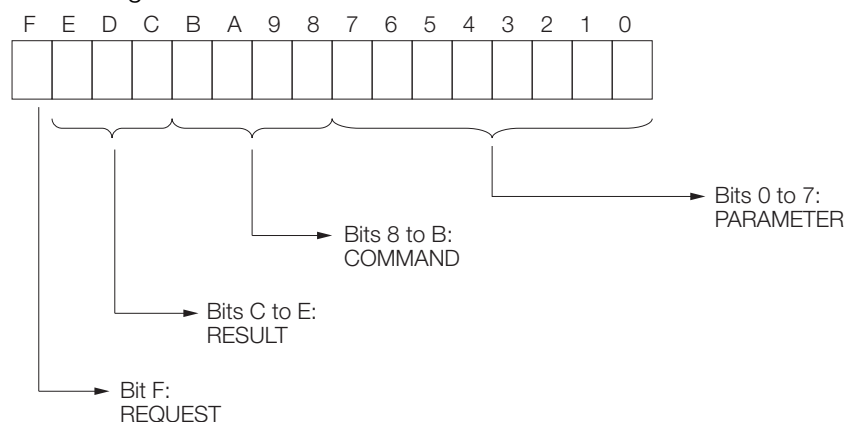 F E D C B A 9 8 7 6 5 4 3 2 1 0
Bits 0 to 7:
PARAMETER
Bits 8 to B:
COMMAND
Bits C to E:
RESULT
Bit F:
REQUEST